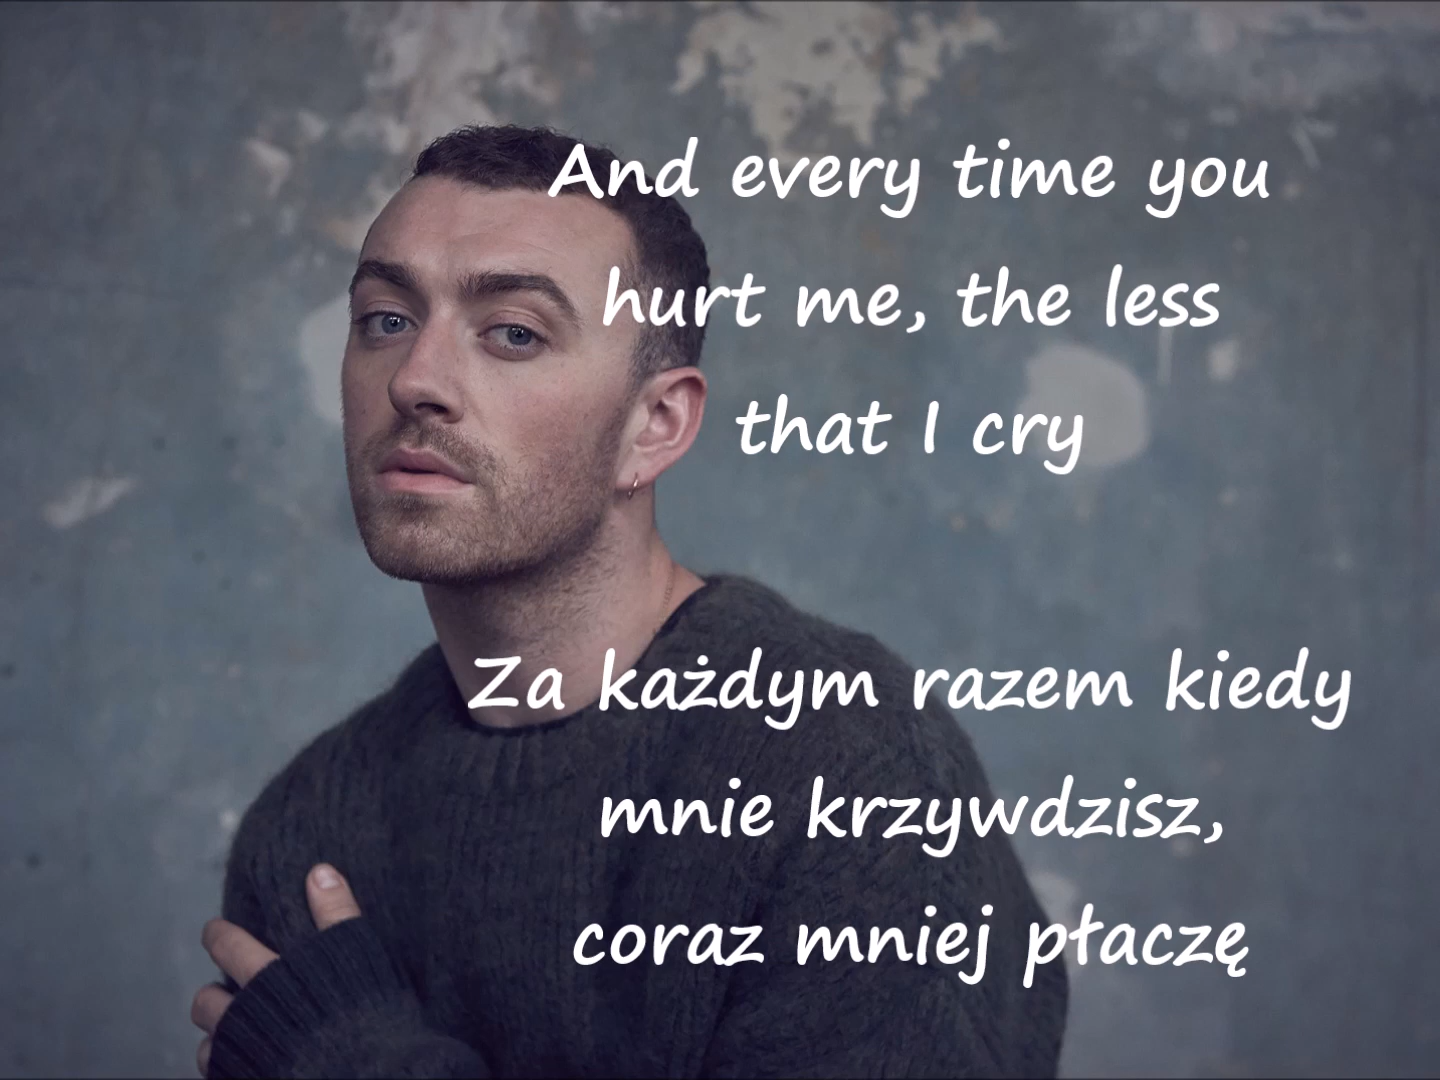 And every time you
hurt me, the less
that I cry
Za każdym razem kiedy
mnie krzywdzisz,
coraz mniej płaczę